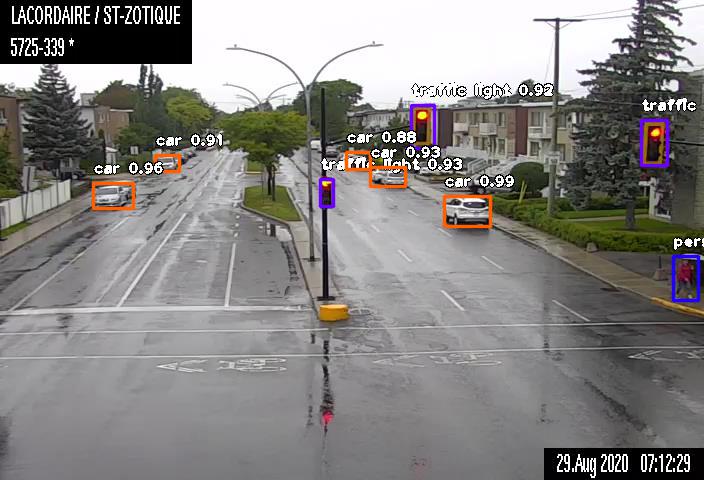 LACORDAIRE / ST-ZOTIQUE
5725-339 *
traffic light 0.92
traffic
car 0.91
car 0.88
car 0.93
traffic light 0.93
car 0.96
car 0.99
pers
29.Aug 2020 07:12:29